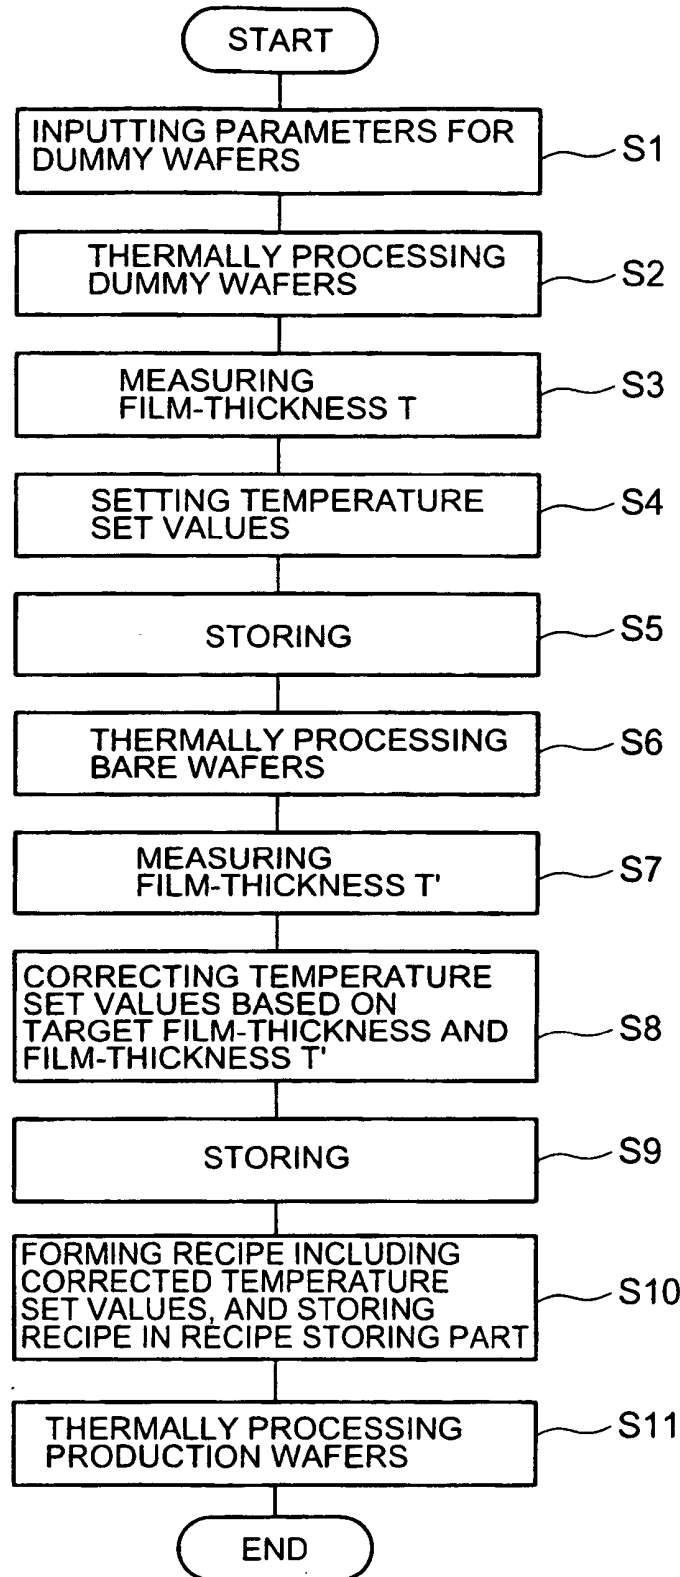 START
INPUTTING PARAMETERS FOR
DUMMY WAFERS
S1
THERMALLY PROCESSING
DUMMY WAFERS
S2
MEASURING
FILM-THICKNESS T
S3
SETTING TEMPERATURE
SET VALUES
S4
STORING
S5
THERMALLY PROCESSING
BARE WAFERS
S6
MEASURING
FILM-THICKNESS T'
S7
CORRECTING TEMPERATURE
SET VALUES BASED ON
TARGET FILM-THICKNESS AND
FILM-THICKNESS T'
S8
STORING
S9
FORMING RECIPE INCLUDING
CORRECTED TEMPERATURE
SET VALUES, AND STORING
RECIPE IN RECIPE STORING PART
S10
THERMALLY PROCESSING
PRODUCTION WAFERS
S11
END